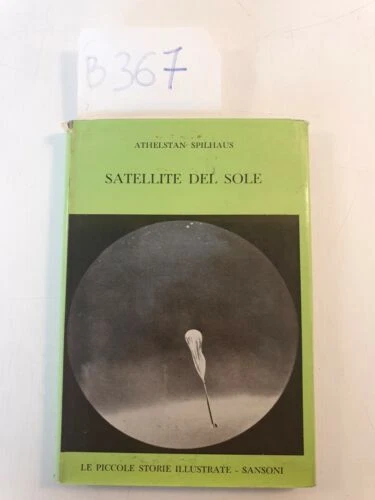 B367
ATHELSTAN SPILHAUS
SATELLITE DEL SOLE
LE PICCOLE STORIE ILLUSTRATE - SANSONI